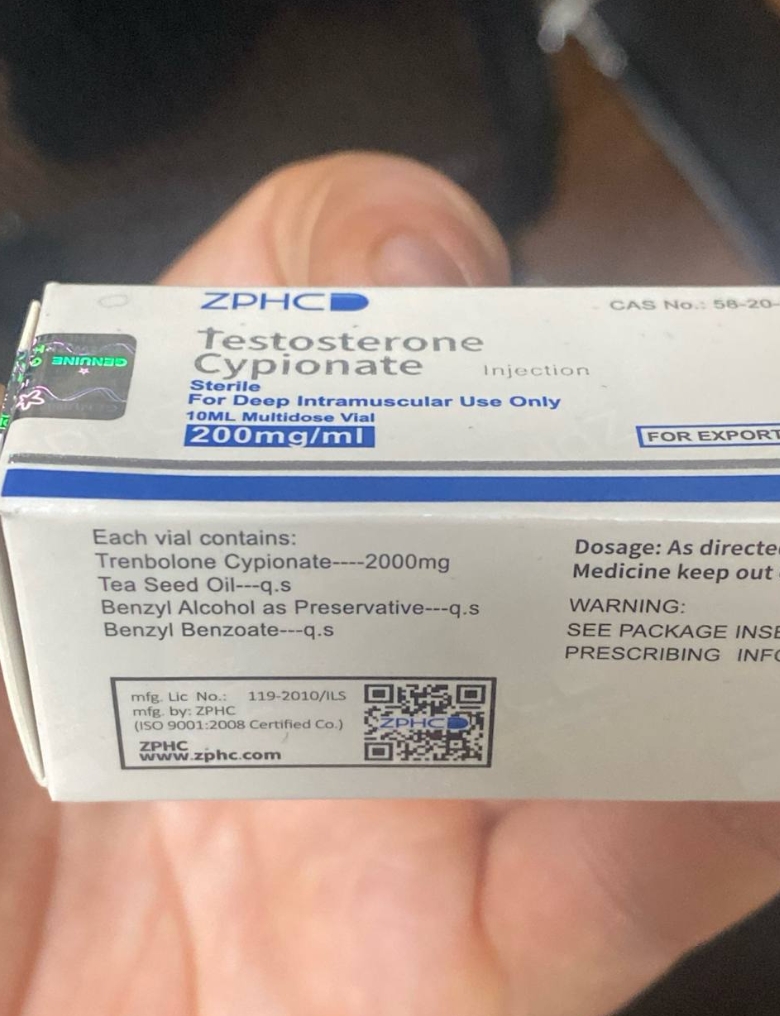 ZPHC
CAS No.: 58-20-
Testosterone
Cypionate Injection
Sterile
For Deep Intramuscular Use Only
10ML Multidose Vial
200mg/ml
FOR EXPORT
GENUINE
Each vial contains:
Trenbolone Cypionate----2000mg
Tea Seed Oil---q.s
Benzyl Alcohol as Preservative---q.s
Benzyl Benzoate---q.s
Dosage: As directe
Medicine keep out
WARNING:
SEE PACKAGE INSE
PRESCRIBING INFO
mfg. Lic No.: 119-2010/ILS
mfg. by: ZPHC
(ISO 9001:2008 Certified Co.)
ZPHC
www.zphc.com
ZPHC